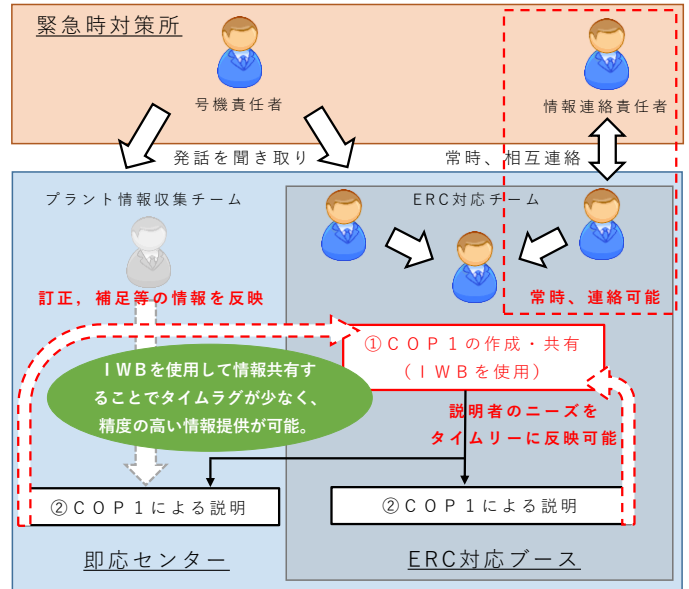 緊急時対策所
号機責任者
情報連絡責任者
発話を聞き取り
常時、相互連絡
プラント情報収集チーム
ERC対応チーム
訂正，補足等の情報を反映
常時、連絡可能
①ＣＯＰ１の作成・共有
（ＩＷＢを使用）
ＩＷＢを使用して情報共有す
ることでタイムラグが少なく、
精度の高い情報提供が可能。
説明者のニーズを
タイムリーに反映可能
②ＣＯＰ１による説明
②ＣＯＰ１による説明
即応センター
ERC対応ブース